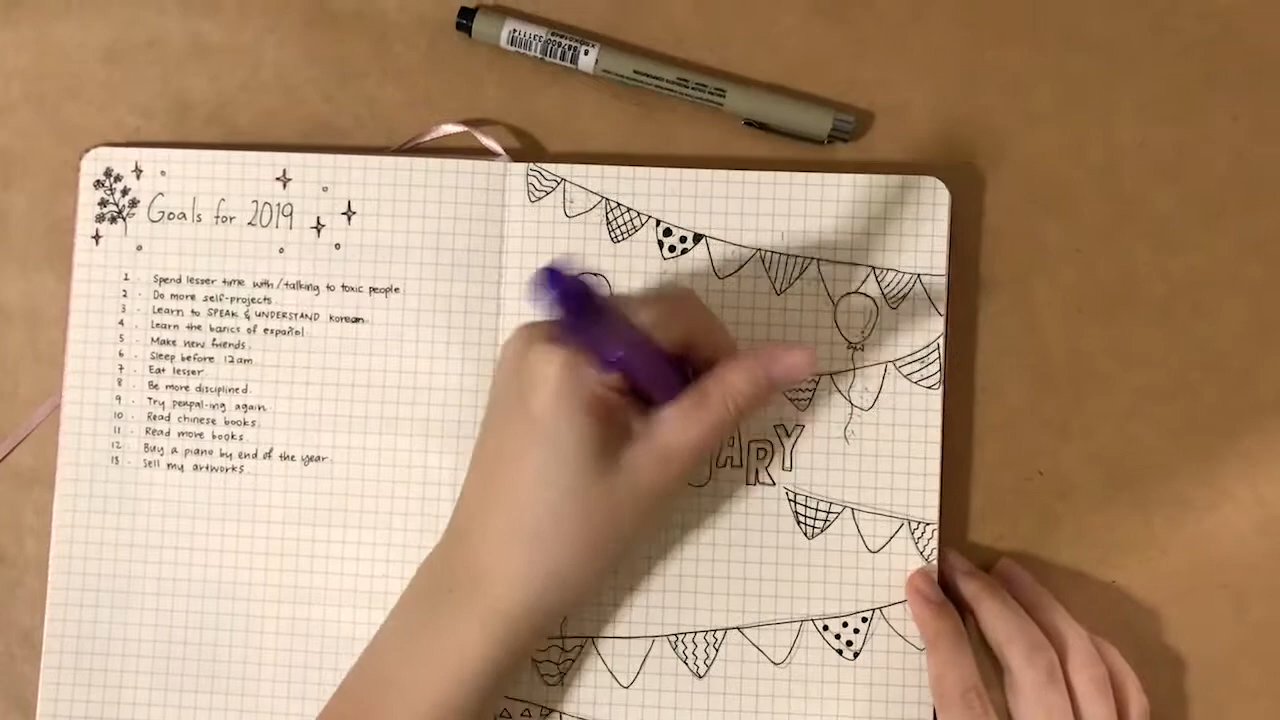 Goals for 2019
1. Spend lesser time with/talking to toxic people
2. Do more self-projects.
3. Learn to SPEAK & UNDERSTAND korean.
4. Learn the banics of español.
5. Make new friends.
6. Sleep before 12am
7. Eat lesser
8. Be more disciplined.
9. Try penpal-ing again.
10. Read chinese books.
11. Read more books.
12. Buy a piano by end of the year.
13. Sell my artworks.
UARY